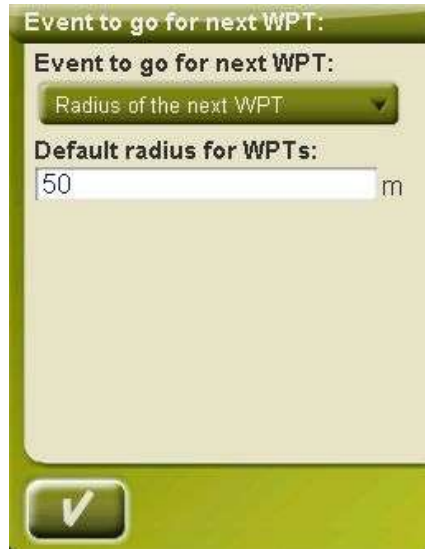 Event to go for next WPT:
Event to go for next WPT:
Radius of the next WPT
Default radius for WPTs:
50 m